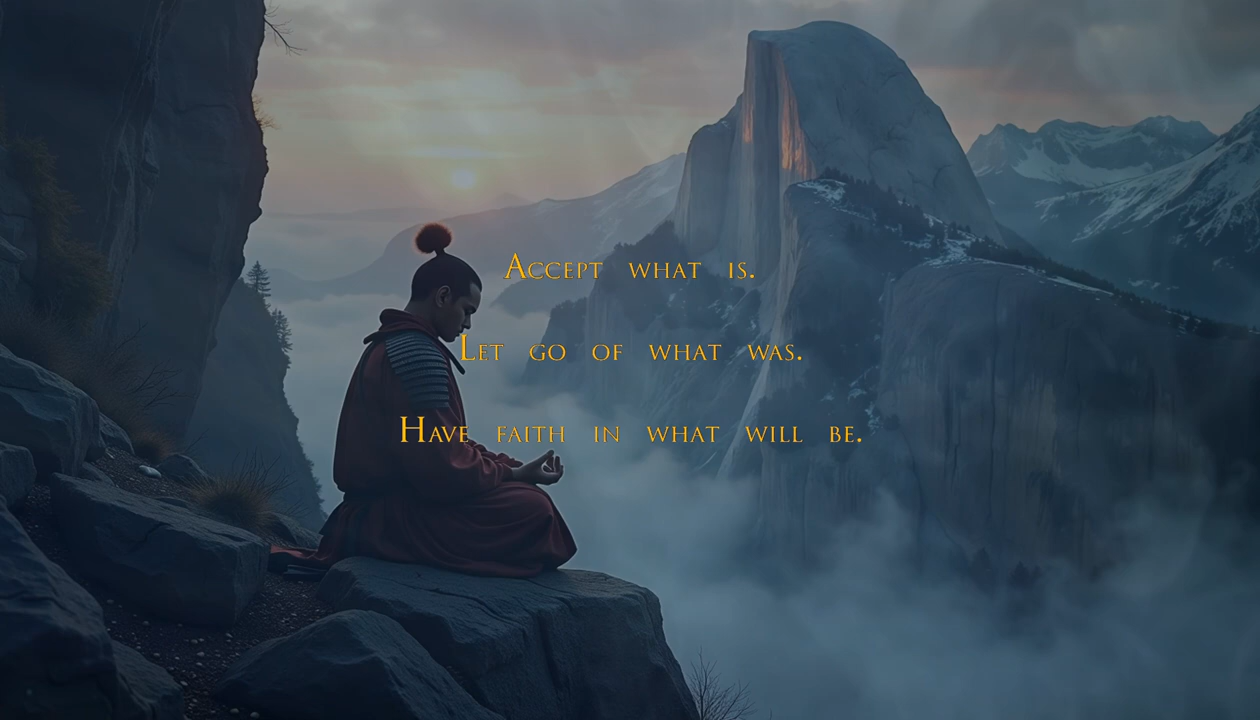 Accept what is.
Let go of what was.
Have faith in what will be.